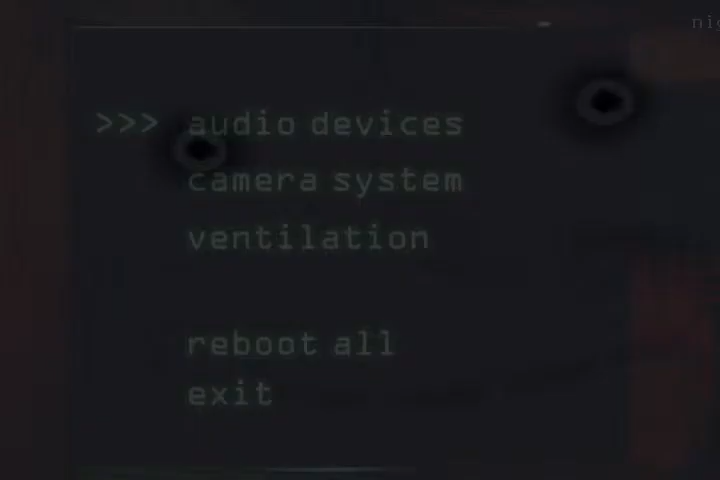 >>> audio devices
camera system
ventilation
reboot all
exit